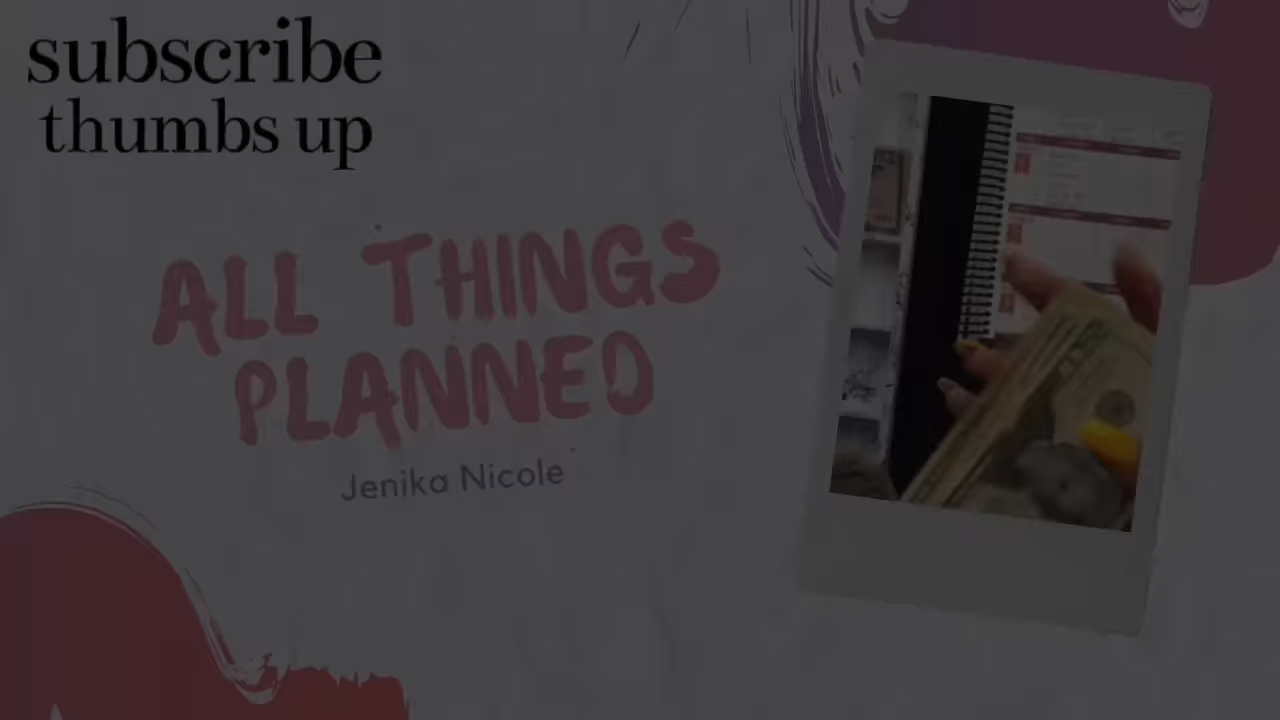 subscribe
thumbs up
ALL THINGS
PLANNED
Jenika Nicole